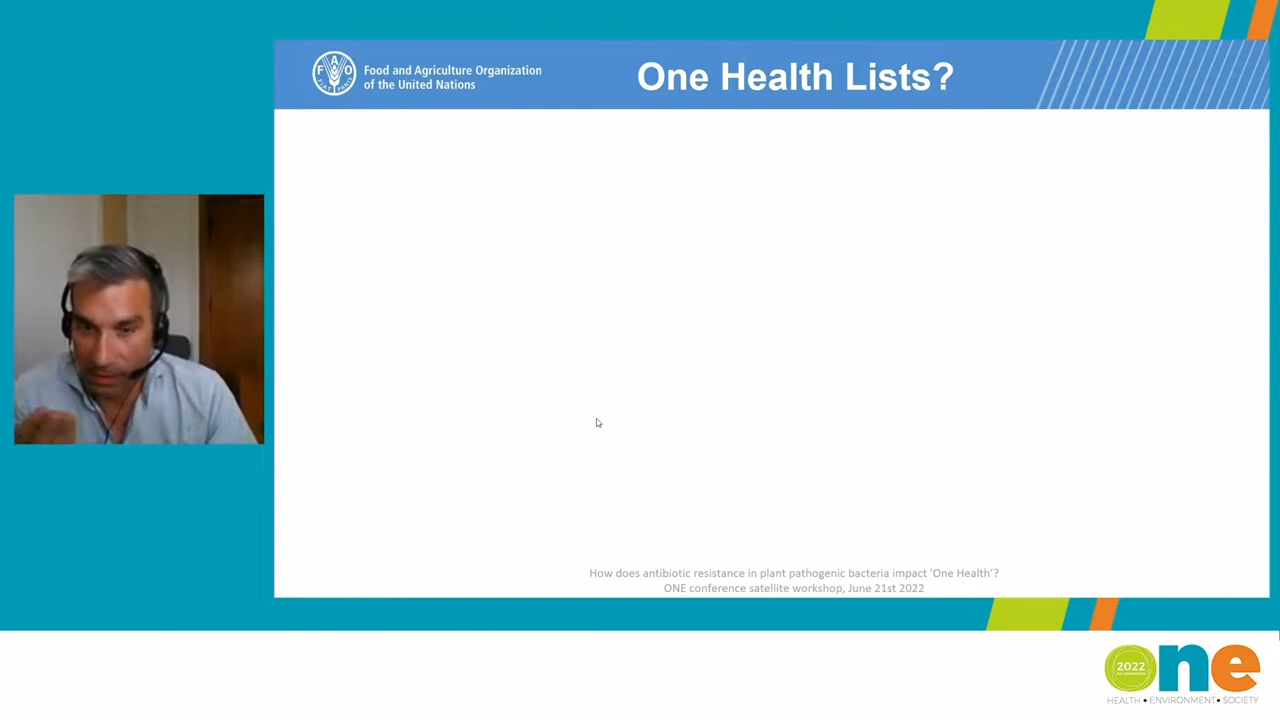 Food and Agriculture Organization
of the United Nations
One Health Lists?
How does antibiotic resistance in plant pathogenic bacteria impact 'One Health'?
ONE conference satellite workshop, June 21st 2022
2022
one
HEALTH • ENVIRONMENT • SOCIETY